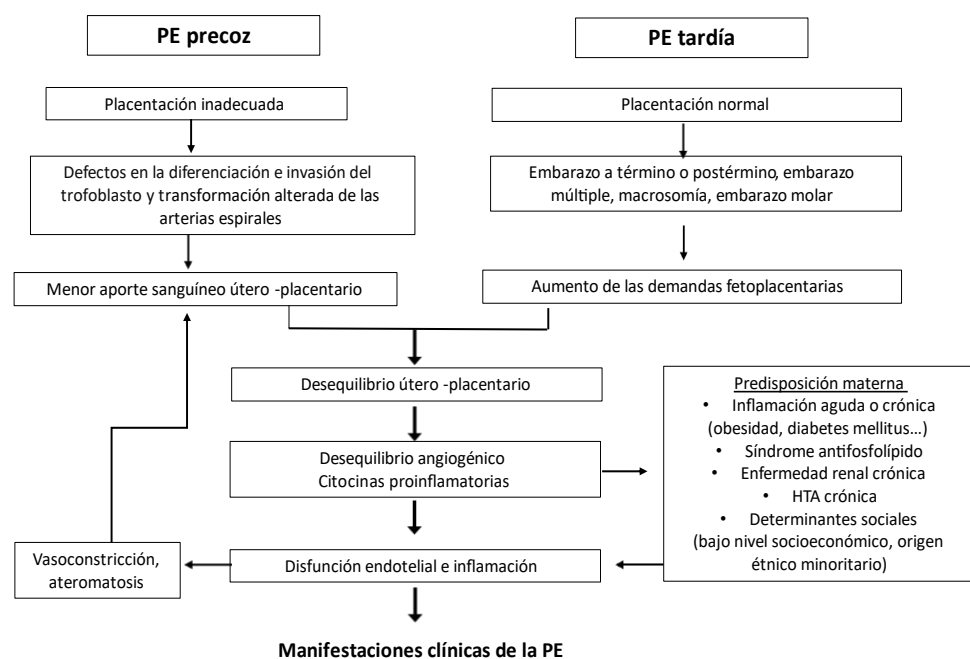 PE precoz
PE tardía
Placentación inadecuada
Placentación normal
Defectos en la diferenciación e invasión del
trofoblasto y transformación alterada de las
arterias espirales
Embarazo a término o postérmino, embarazo
múltiple, macrosomía, embarazo molar
Menor aporte sanguíneo útero -placentario
Aumento de las demandas fetoplacentarias
Desequilibrio útero -placentario
Desequilibrio angiogénico
Citocinas proinflamatorias
Predisposición materna
• Inflamación aguda o crónica
(obesidad, diabetes mellitus...)
• Síndrome antifosfolípido
• Enfermedad renal crónica
• HTA crónica
• Determinantes sociales
(bajo nivel socioeconómico, origen
étnico minoritario)
Vasoconstricción,
ateromatosis
Disfunción endotelial e inflamación
Manifestaciones clínicas de la PE